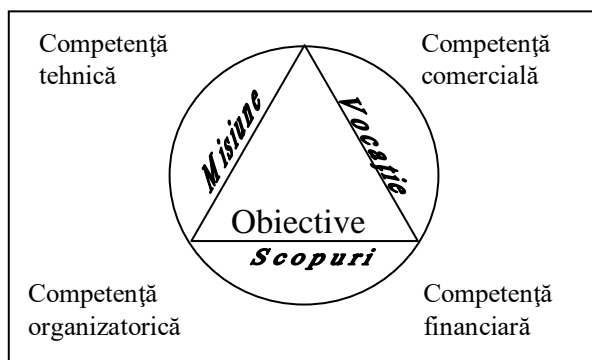 Competenţă
tehnică
Competenţă
comercială
Misiune
Vocaţie
Obiective
Scopuri
Competenţă
organizatorică
Competenţă
financiară